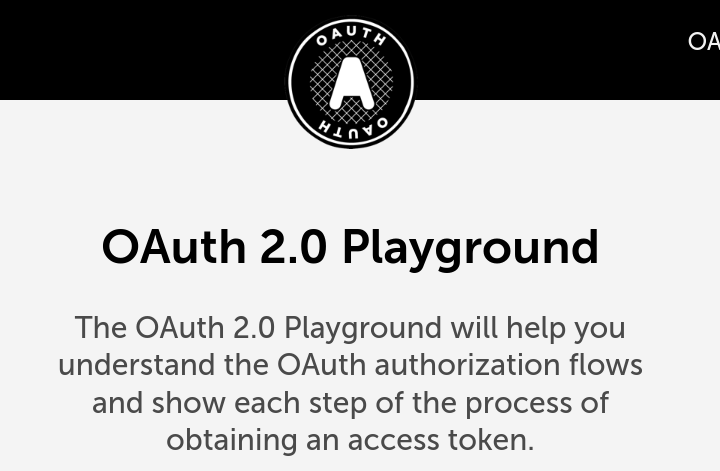 OAUTH
OAUTH
OA
OAuth 2.0 Playground
The OAuth 2.0 Playground will help you
understand the OAuth authorization flows
and show each step of the process of
obtaining an access token.